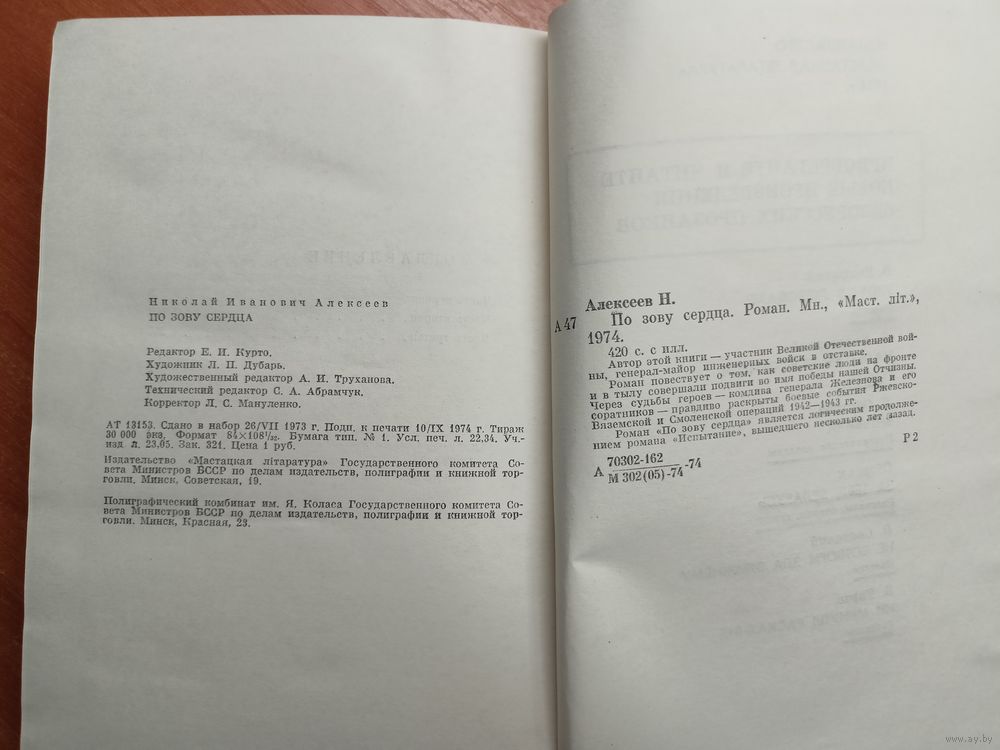 Николай Иванович Алексеев
ПО ЗОВУ СЕРДЦА
Редактор Е. И. Курто.
Художник Л. П. Дубарь.
Художественный редактор А. И. Труханова.
Технический редактор С. А. Абрамчук.
Корректор Л. С. Мануленко.
АТ 13153. Сдано в набор 26/VII 1973 г. Подп. к печати 10/IX 1974 г. Тираж
30 000 экз. Формат 84×108¹/₃₂. Бумага тип. № 1. Усл. печ. л. 22.34. Уч.-
изд л. 23.05. Зак. 321. Цена 1 руб.
Издательство «Мастацкая літаратура» Государственного комитета Со-
вета Министров БССР по делам издательств, полиграфии и книжной тор-
говли. Минск, Советская, 19.
Полиграфический комбинат им. Я. Коласа Государственного комитета Со-
вета Министров БССР по делам издательств, полиграфии и книжной тор-
говли. Минск, Красная, 23.
Алексеев Н.
А 47 По зову сердца. Роман. Мн., «Маст. літ.»,
1974.
420 с. с илл.
Автор этой книги — участник Великой Отечественной вой-
ны, генерал-майор инженерных войск в отставке.
Роман повествует о том, как советские люди на фронте
и в тылу совершали подвиги во имя победы нашей Отчизны.
Через судьбы героев — комдива генерала Железнова и его
соратников — правдиво раскрыты боевые события Ржевско-
Вяземской и Смоленской операций 1942—1943 гг.
Роман «По зову сердца» является логическим продолже-
нием романа «Испытание», вышедшего несколько лет назад.
А 70302-162
М 302(05)-74 -74
Р 2
www.ay.by